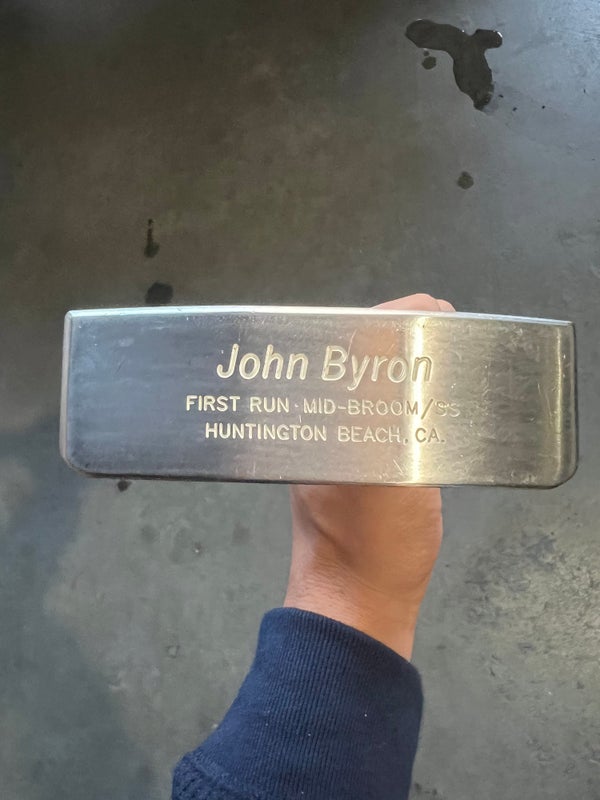 John Byron
FIRST RUN · MID-BROOM/SS
HUNTINGTON BEACH, CA.